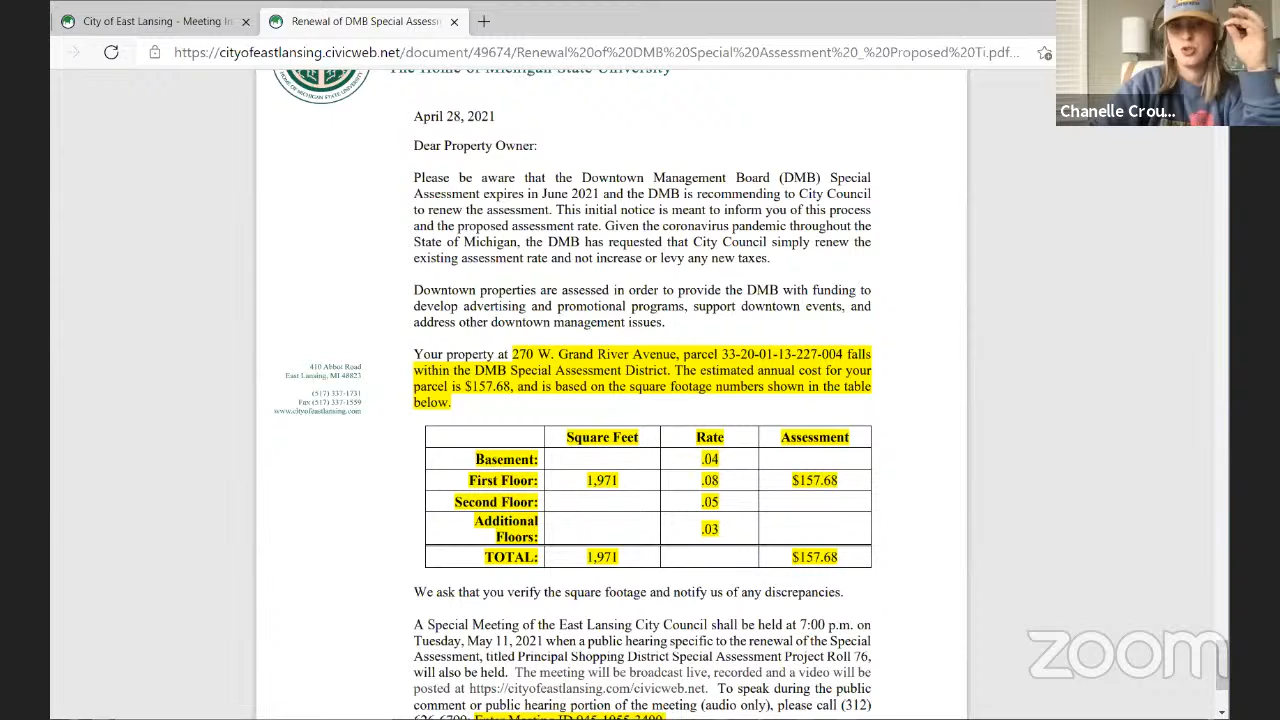 City of East Lansing - Meeting In
Renewal of DMB Special Assessm
https://cityofeastlansing.civicweb.net/document/49674/Renewal%20of%20DMB%20Special%20Assessment%20_%20Proposed%20Ti.pdf...
Chanelle Crou...
The Home of Michigan State University
HOME OF MICHIGAN STATE UNIVERSITY
April 28, 2021
Dear Property Owner:
Please be aware that the Downtown Management Board (DMB) Special
Assessment expires in June 2021 and the DMB is recommending to City Council
to renew the assessment. This initial notice is meant to inform you of this process
and the proposed assessment rate. Given the coronavirus pandemic throughout the
State of Michigan, the DMB has requested that City Council simply renew the
existing assessment rate and not increase or levy any new taxes.
Downtown properties are assessed in order to provide the DMB with funding to
develop advertising and promotional programs, support downtown events, and
address other downtown management issues.
Your property at 270 W. Grand River Avenue, parcel 33-20-01-13-227-004 falls
within the DMB Special Assessment District. The estimated annual cost for your
parcel is $157.68, and is based on the square footage numbers shown in the table
below.
410 Abbot Road
East Lansing, MI 48823
(517) 337-1731
Fax (517) 337-1559
www.cityofeastlansing.com
Square Feet Rate Assessment
Basement: .04
First Floor: 1,971 .08 $157.68
Second Floor: .05
Additional
Floors: .03
TOTAL: 1,971 $157.68
We ask that you verify the square footage and notify us of any discrepancies.
A Special Meeting of the East Lansing City Council shall be held at 7:00 p.m. on
Tuesday, May 11, 2021 when a public hearing specific to the renewal of the Special
Assessment, titled Principal Shopping District Special Assessment Project Roll 76,
will also be held. The meeting will be broadcast live, recorded and a video will be
posted at https://cityofeastlansing.com/civicweb.net. To speak during the public
comment or public hearing portion of the meeting (audio only), please call (312)
626-6799; Enter Meeting ID
zoom